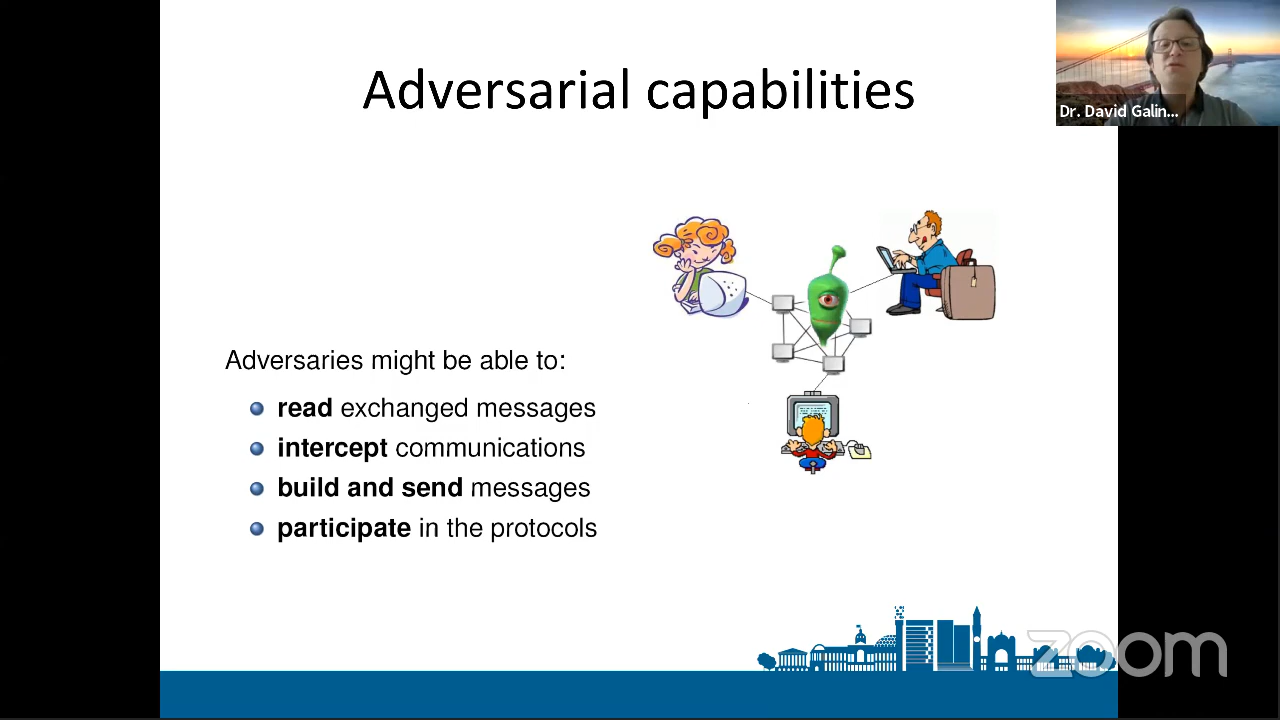 Adversarial capabilities
Dr. David Galin...
Adversaries might be able to:
read exchanged messages
intercept communications
build and send messages
participate in the protocols
zoom